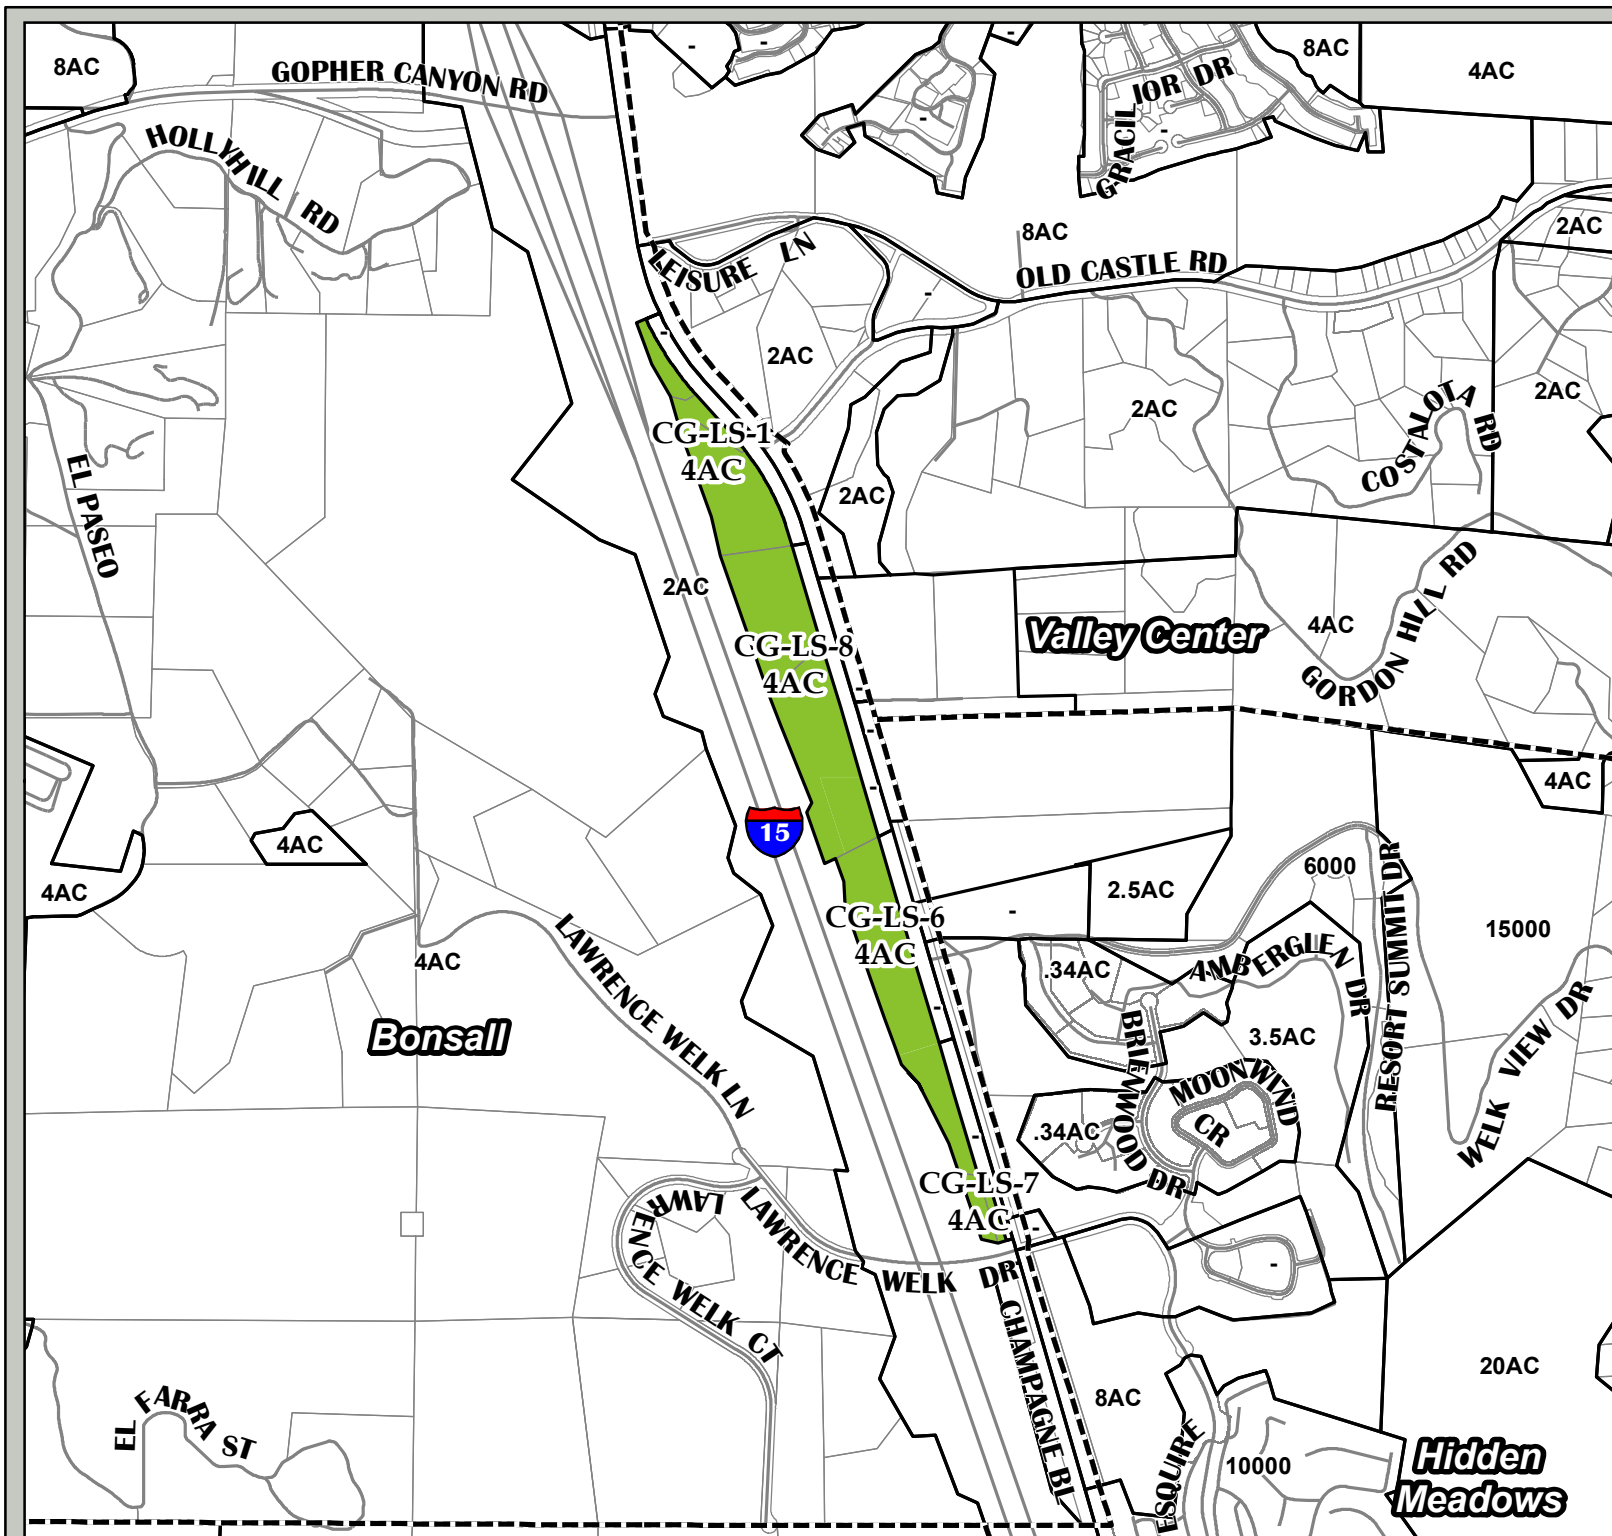 8AC
GOPHER CANYON RD
GRACILIOR DR
8AC
4AC
HOLLYHILL RD
LEISURE LN
8AC
OLD CASTLE RD
2AC
-
-
-
-
-
-
-
2AC
2AC
2AC
COSTALOTA RD
CG-LS-1
4AC
EL PASEO
2AC
2AC
CG-LS-8
4AC
Valley Center
4AC
GORDON HILL RD
-
-
-
4AC
15
4AC
4AC
6000
2.5AC
RESORT SUMMIT DR
15000
CG-LS-6
4AC
-
4AC
LAWRENCE WELK LN
.34AC
AMBERGLEN DR
Bonsall
-
BRIENWOOD DR
3.5AC
WELK VIEW DR
MOONWIND CR
.34AC
-
CG-LS-7
4AC
-
LAWRENCE WELK CT
LAWRENCE WELK DR
-
CHAMPAGNE BL
8AC
20AC
EL FARRA ST
ESQUIRE
10000
Hidden
Meadows